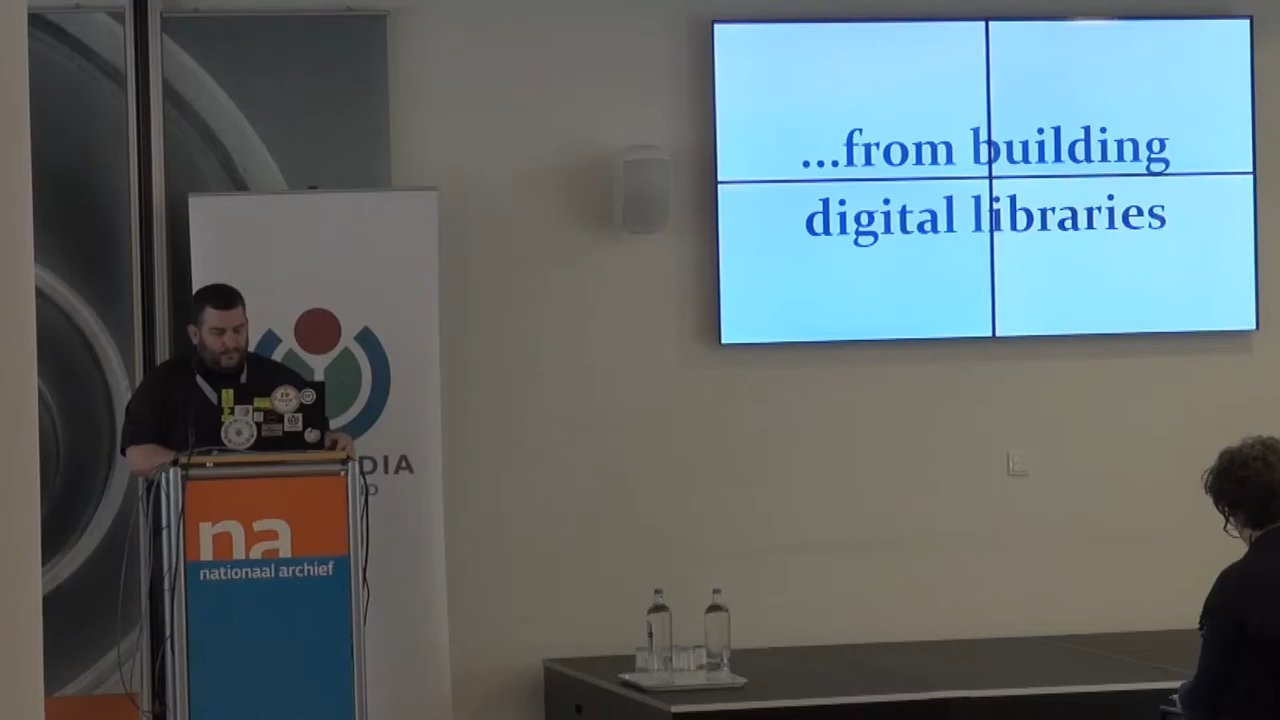 ...from building
digital libraries
DIA
na
nationaal archief